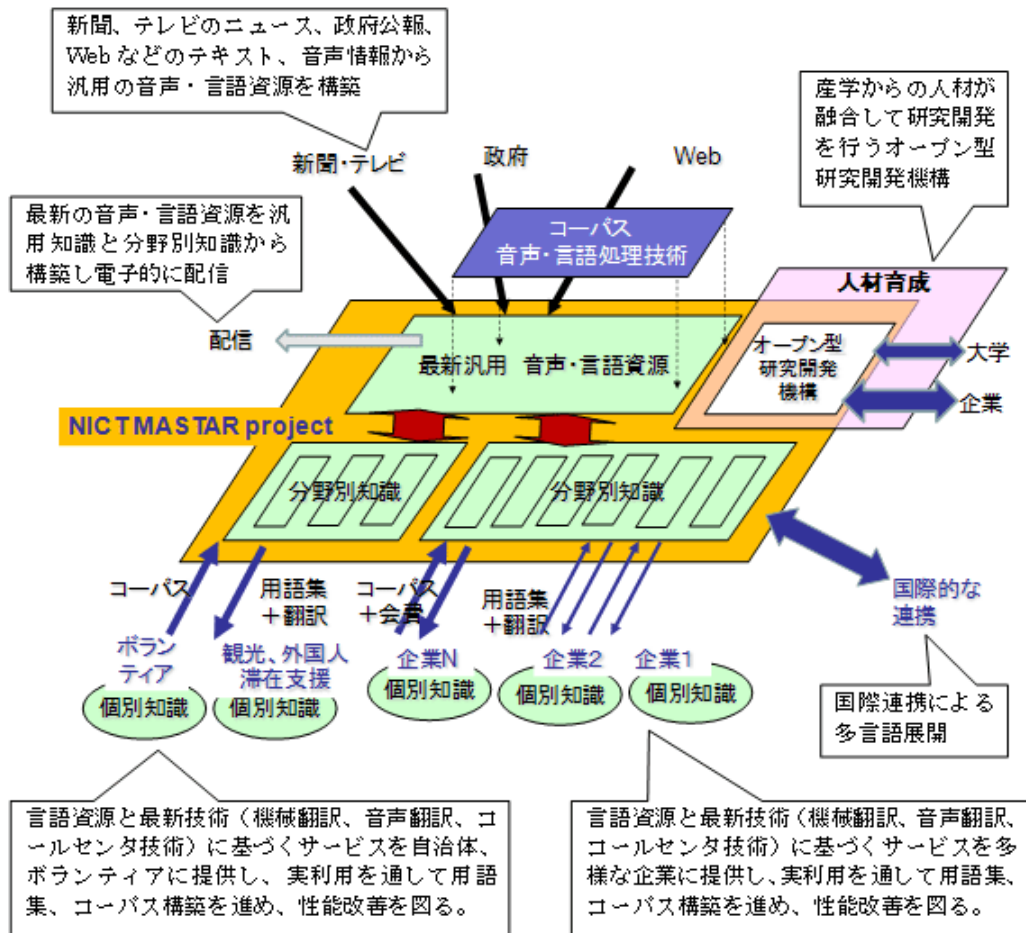 新聞、テレビのニュース、政府公報、
Webなどのテキスト、音声情報から
汎用の音声・言語資源を構築
産学からの人材が
融合して研究開発
を行うオープン型
研究開発機構
新聞・テレビ
政府
Web
最新の音声・言語資源を汎
用知識と分野別知識から
構築し電子的に配信
コーパス
音声・言語処理技術
人材育成
配信
最新汎用 音声・言語資源
オープン型
研究開発
機構
大学
企業
NICTMASTAR project
分野別知識
分野別知識
コーパス
用語集
+翻訳
コーパス
+会費
用語集
+翻訳
国際的な
連携
ボラン
ティア
観光、外国人
滞在支援
企業N
企業2
企業1
個別知識
個別知識
個別知識
個別知識
個別知識
国際連携による
多言語展開
言語資源と最新技術(機械翻訳、音声翻訳、コ
ールセンタ技術)に基づくサービスを自治体、
ボランティアに提供し、実利用を通して用語
集、コーパス構築を進め、性能改善を図る。
言語資源と最新技術(機械翻訳、音声翻訳、
コールセンタ技術)に基づくサービスを多
様な企業に提供し、実利用を通して用語集、
コーパス構築を進め、性能改善を図る。